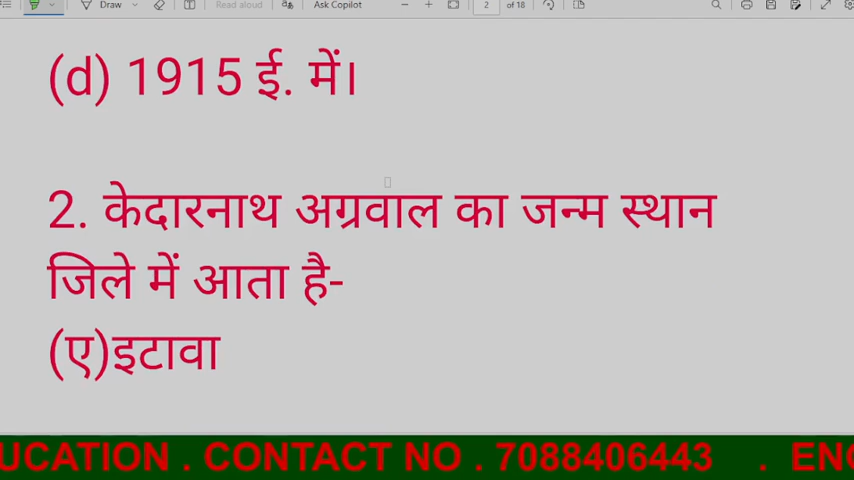 Draw Read aloud Ask Copilot 2 of 18
(d) 1915 ई. में।
2. केदारनाथ अग्रवाल का जन्म स्थान
जिले में आता है-
(ए)इटावा
UCATION . CONTACT NO . 7088406443 . ENG